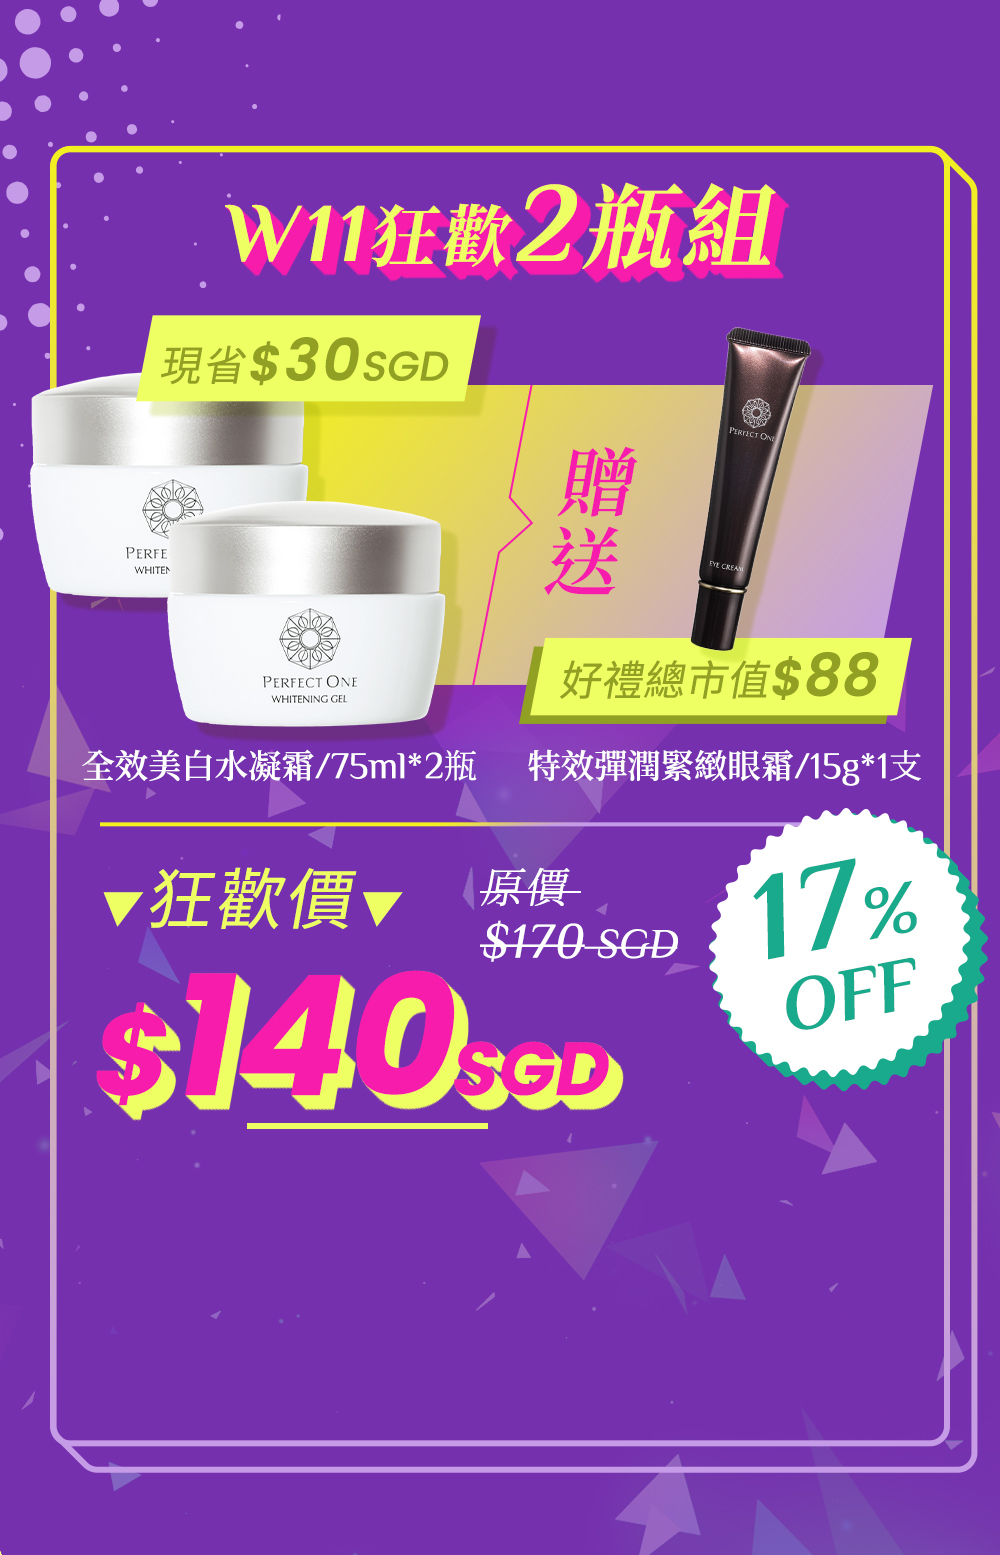 W11狂歡2瓶組
現省$30SGD
PERFE
WHITEN
PERFECT ONE
WHITENING GEL
贈送
PERFECT ONE
EYE CREAM
好禮總市值$88
全效美白水凝霜/75ml*2瓶
特效彈潤緊緻眼霜/15g*1支
▼狂歡價▼
$140SGD
原價
$170 SGD
17%
OFF